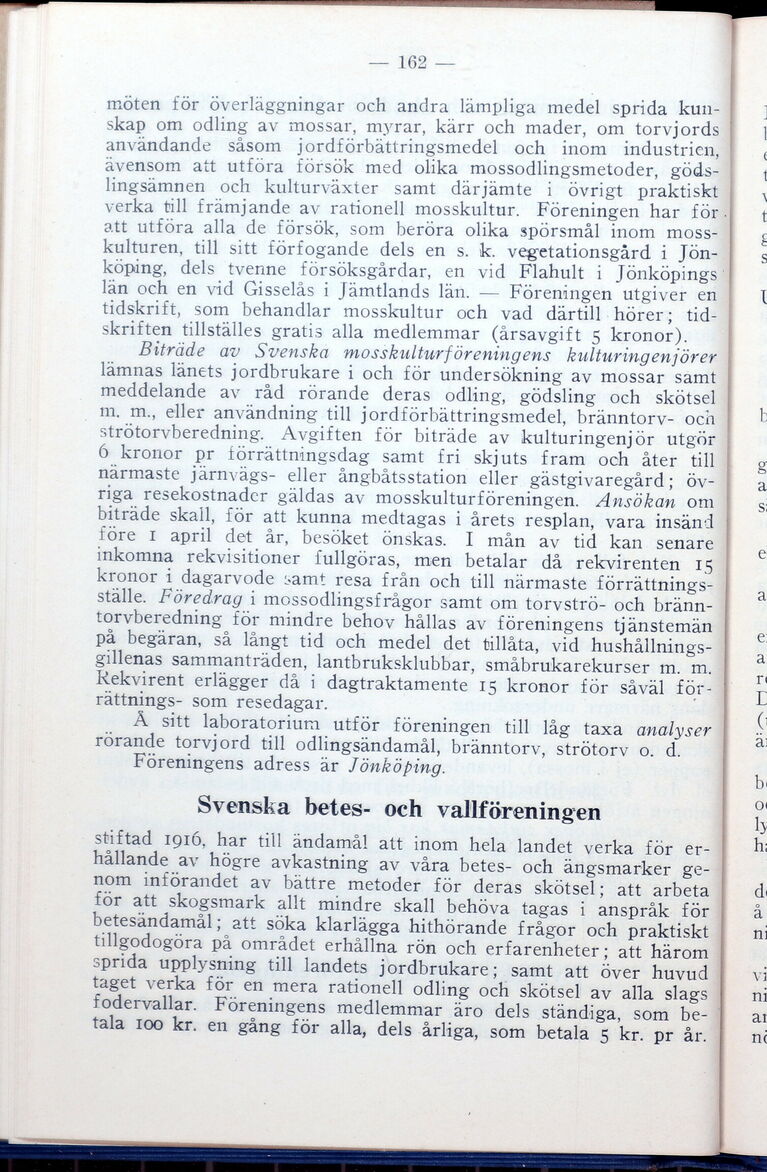 — 162 —
möten för överläggningar och andra lämpliga medel sprida kun-
skap om odling av mossar, myrar, kärr och mader, om torvjords
användande såsom jordförbättringsmedel och inom industrien,
ävensom att utföra försök med olika mossodlingsmetoder, göds-
lingsämnen och kulturväxter samt därjämte i övrigt praktiskt
verka till främjande av rationell mosskultur. Föreningen har för
att utföra alla de försök, som beröra olika spörsmål inom moss-
kulturen, till sitt förfogande dels en s. k. vegetationsgård i Jön-
köping, dels tvenne försöksgårdar, en vid Flahult i Jönköpings
län och en vid Gisselås i Jämtlands län. — Föreningen utgiver en
tidskrift, som behandlar mosskultur och vad därtill hörer; tid-
skriften tillställes gratis alla medlemmar (årsavgift 5 kronor).
Biträde av Svenska mosskulturföreningens kulturingenjörer
lämnas länets jordbrukare i och för undersökning av mossar samt
meddelande av råd rörande deras odling, gödsling och skötsel
m. m., eller användning till jordförbättringsmedel, bränntorv- och
strötorvberedning. Avgiften för biträde av kulturingenjör utgör
6 kronor pr förrättningsdag samt fri skjuts fram och åter till
närmaste järnvägs- eller ångbåtsstation eller gästgivaregård; öv-
riga resekostnader gäldas av mosskulturföreningen. Ansökan om
biträde skall, för att kunna medtagas i årets resplan, vara insänd
före 1 april det år, besöket önskas. I mån av tid kan senare
inkomna rekvisitioner fullgöras, men betalar då rekvirenten 15
kronor i dagarvode samt resa från och till närmaste förrättnings-
ställe. Föredrag i mossodlingsfrågor samt om torvströ- och bränn-
torvberedning för mindre behov hållas av föreningens tjänstemän
på begäran, så långt tid och medel det tillåta, vid hushållnings-
gillenas sammanträden, lantbruksklubbar, småbrukarekurser m. m.
Rekvirent erlägger då i dagtraktamente 15 kronor för såväl för-
rättnings- som resedagar.
Å sitt laboratorium utför föreningen till låg taxa analyser
rörande torvjord till odlingsändamål, bränntorv, strötorv o. d.
Föreningens adress är Jönköping.
Svenska betes- och vallföreningen
stiftad 1916, har till ändamål att inom hela landet verka för er-
hållande av högre avkastning av våra betes- och ängsmarker ge-
nom införandet av bättre metoder för deras skötsel; att arbeta
för att skogsmark allt mindre skall behöva tagas i anspråk för
betesändamål; att söka klarlägga hithörande frågor och praktiskt
tillgodogöra på området erhållna rön och erfarenheter; att härom
sprida upplysning till landets jordbrukare; samt att över huvud
taget verka för en mera rationell odling och skötsel av alla slags
fodervallar. Föreningens medlemmar äro dels ständiga, som be-
tala 100 kr. en gång för alla, dels årliga, som betala 5 kr. pr år.